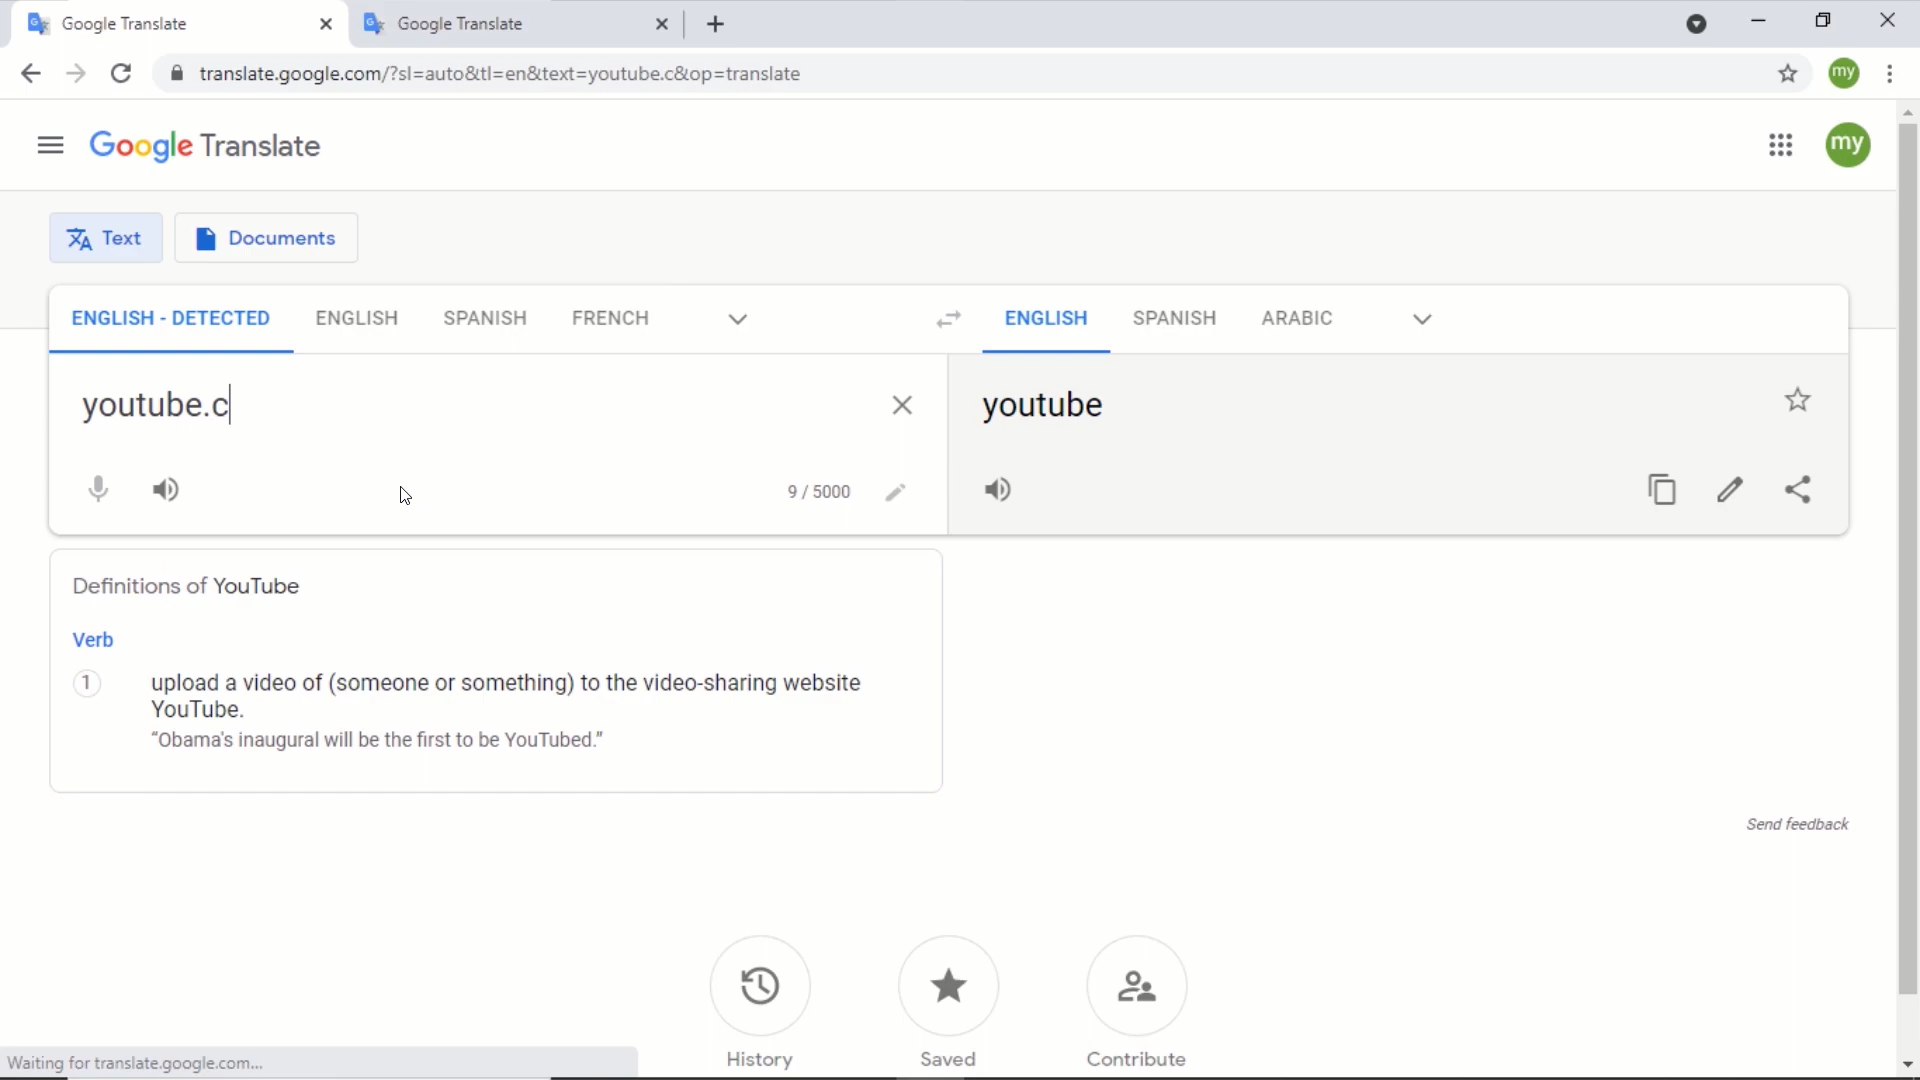 Google Translate
Google Translate
translate.google.com/?sl=auto&tl=en&text=youtube.c&op=translate
my
Google Translate
my
Text
Documents
ENGLISH - DETECTED ENGLISH SPANISH FRENCH
ENGLISH SPANISH ARABIC
youtube.c
youtube
9 / 5000
Definitions of YouTube
Verb
1 upload a video of (someone or something) to the video-sharing website
YouTube.
“Obama's inaugural will be the first to be YouTubed.”
Send feedback
History
Saved
Contribute
Waiting for translate.google.com...